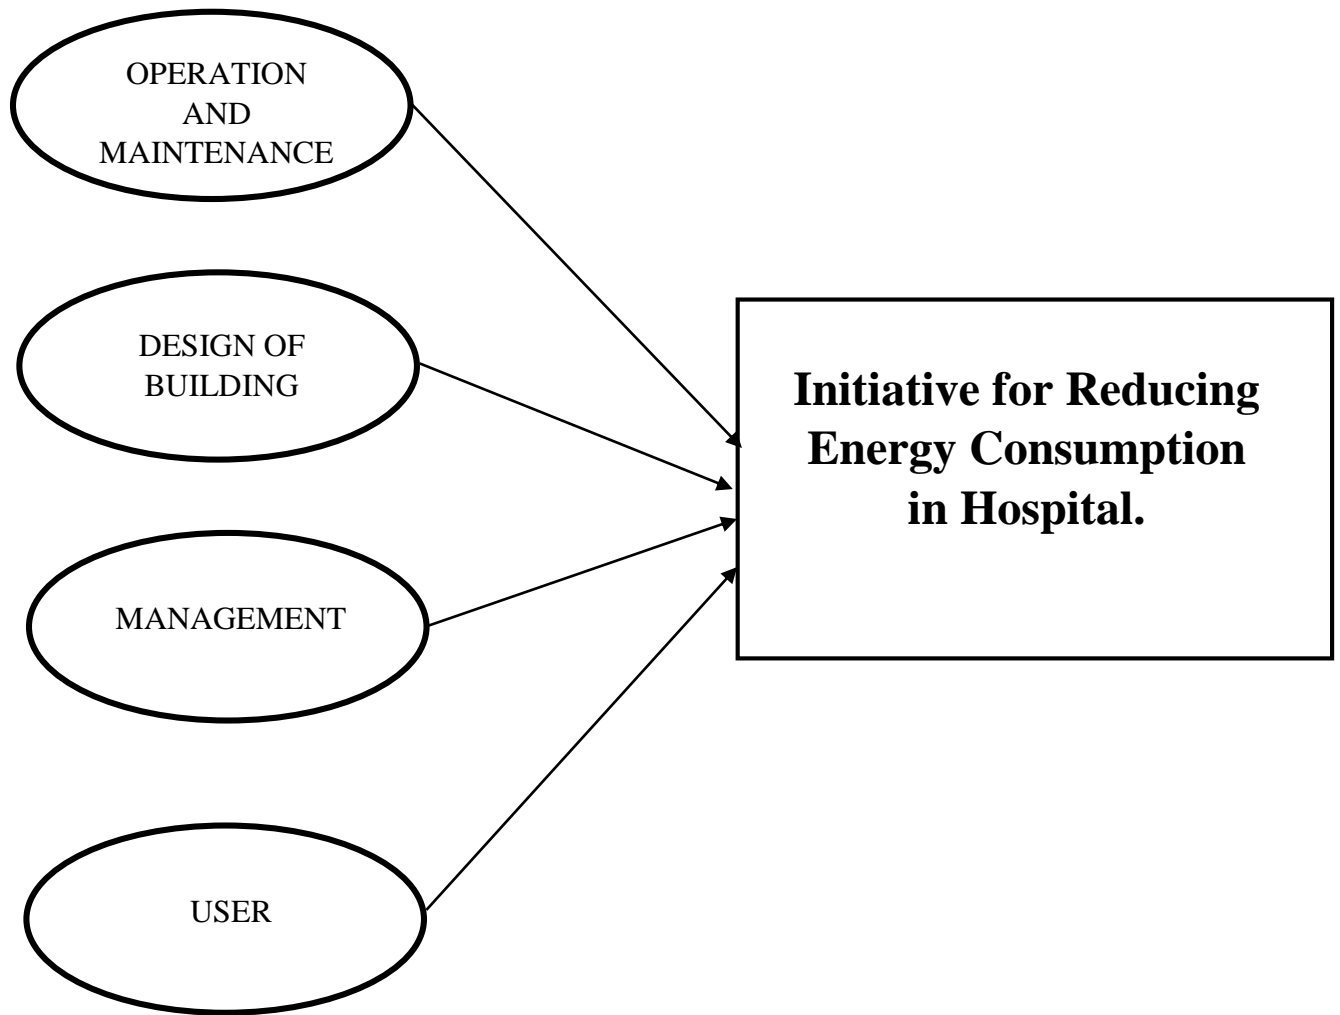 OPERATION
AND
MAINTENANCE
DESIGN OF
BUILDING
MANAGEMENT
USER
Initiative for Reducing
Energy Consumption
in Hospital.